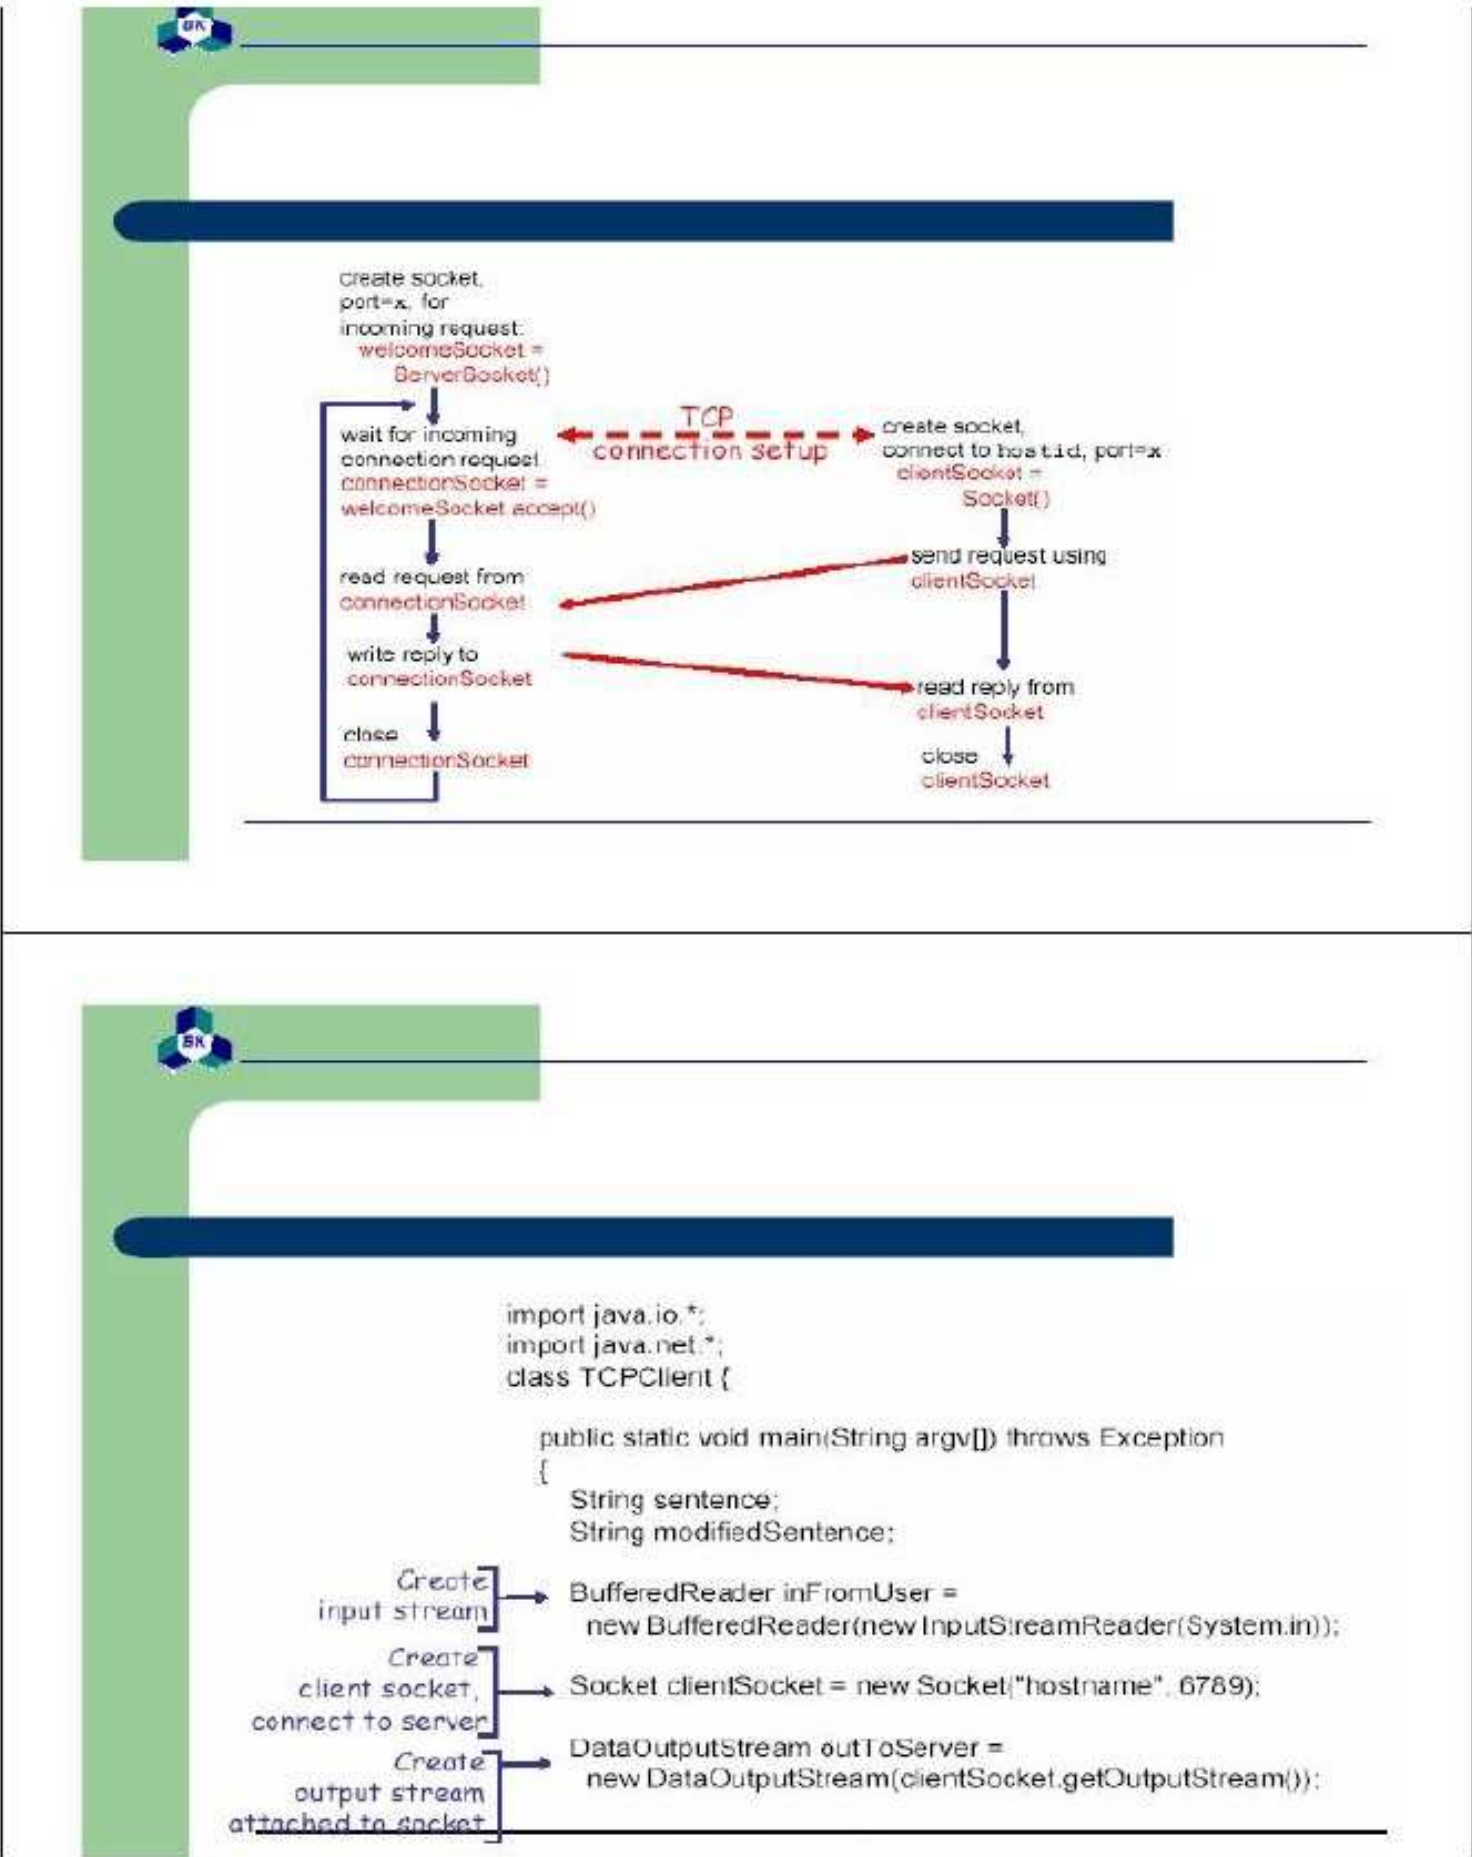 BK
create socket,
port=x, for
incoming request:
welcomeSocket =
ServerSocket()
TCP
connection setup
wait for incoming
connection request
connectionSocket =
welcomeSocket.accept()
create socket,
connect to hostid, port=x
clientSocket =
Socket()
send request using
clientSocket
read request from
connectionSocket
write reply to
connectionSocket
read reply from
clientSocket
close
connectionSocket
close
clientSocket
BK
import java.io.*;
import java.net.*;
class TCPClient {
public static void main(String argv[]) throws Exception
{
String sentence;
String modifiedSentence;
Create
input stream
BufferedReader inFromUser =
new BufferedReader(new InputStreamReader(System.in));
Create
client socket,
connect to server
Socket clientSocket = new Socket("hostname", 6789);
Create
output stream
attached to socket
DataOutputStream outToServer =
new DataOutputStream(clientSocket.getOutputStream());